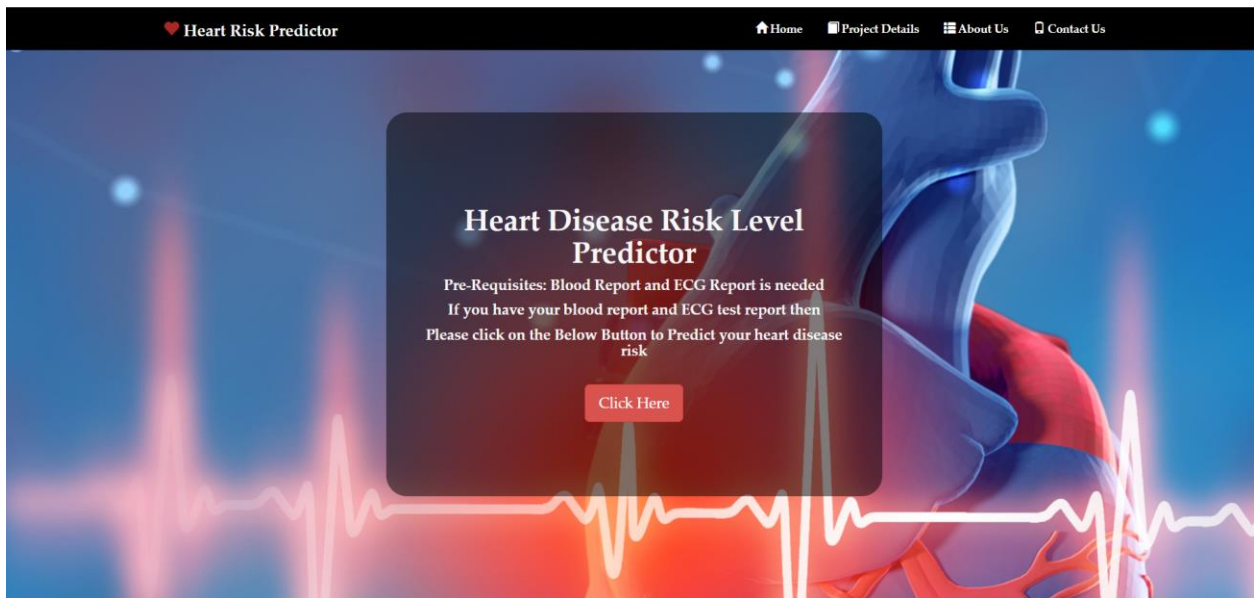 Heart Risk Predictor
Home
Project Details
About Us
Contact Us
Heart Disease Risk Level
Predictor
Pre-Requisites: Blood Report and ECG Report is needed
If you have your blood report and ECG test report then
Please click on the Below Button to Predict your heart disease
risk
Click Here